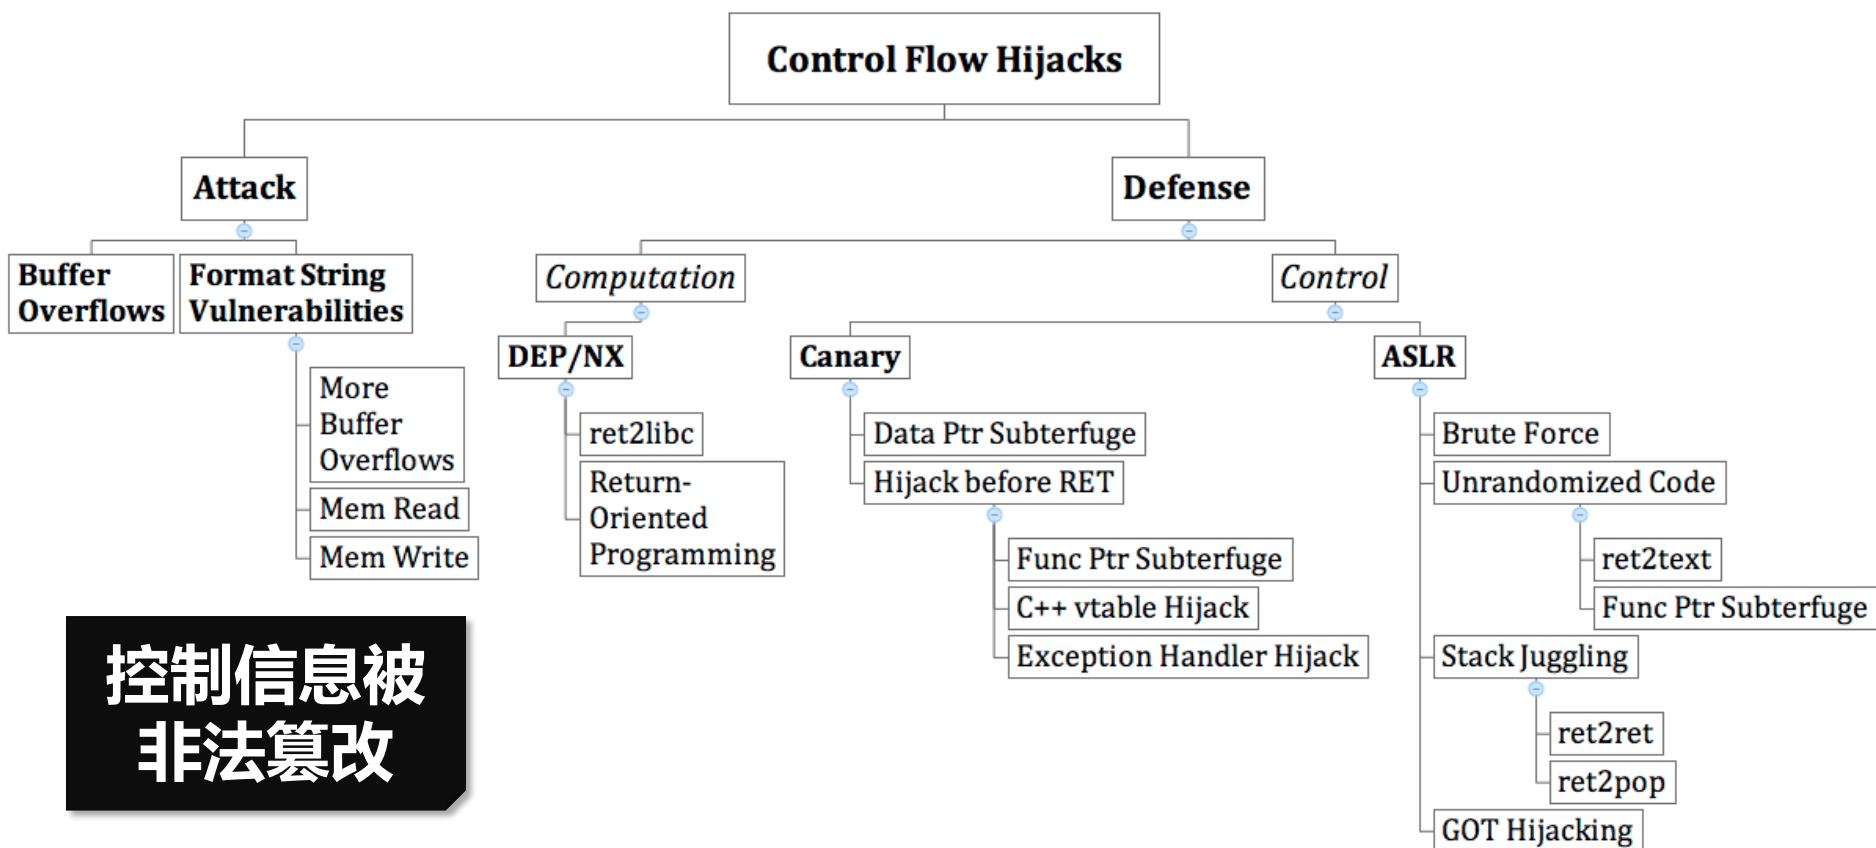 Control Flow Hijacks
Attack
Defense
Buffer
Overflows
Format String
Vulnerabilities
More
Buffer
Overflows
Mem Read
Mem Write
Computation
DEP/NX
ret2libc
Return-
Oriented
Programming
Control
Canary
Data Ptr Subterfuge
Hijack before RET
Func Ptr Subterfuge
C++ vtable Hijack
Exception Handler Hijack
ASLR
Brute Force
Unrandomized Code
ret2text
Func Ptr Subterfuge
Stack Juggling
ret2ret
ret2pop
GOT Hijacking
控制信息被
非法篡改